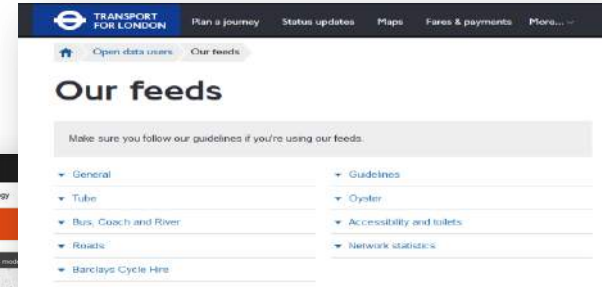 TRANSPORT
FOR LONDON
Plan a journey Status updates Maps Fares & payments More...
Open data users Our feeds
Our feeds
Make sure you follow our guidelines if you're using our feeds.
General
Guidelines
Tube
Oyster
Bus, Coach and River
Accessibility and toilets
Roads
Network statistics
Barclays Cycle Hire